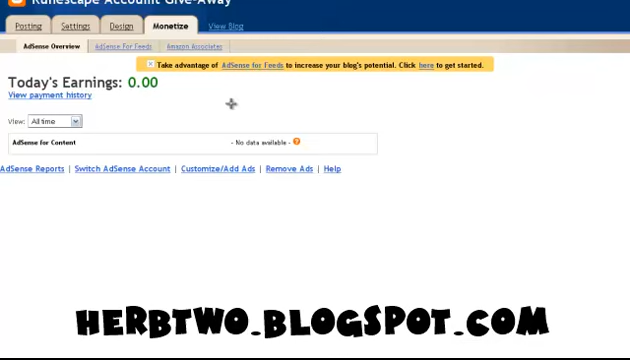 Runescape Account Give-Away
Posting Settings Design Monetize View Blog
AdSense Overview AdSense For Feeds Amazon Associates
Take advantage of AdSense for Feeds to increase your blog's potential. Click here to get started.
Today's Earnings: 0.00
View payment history
View: All time
AdSense for Content - No data available - ?
AdSense Reports | Switch AdSense Account | Customize/Add Ads | Remove Ads | Help
HERBTWO.BLOGSPOT.COM